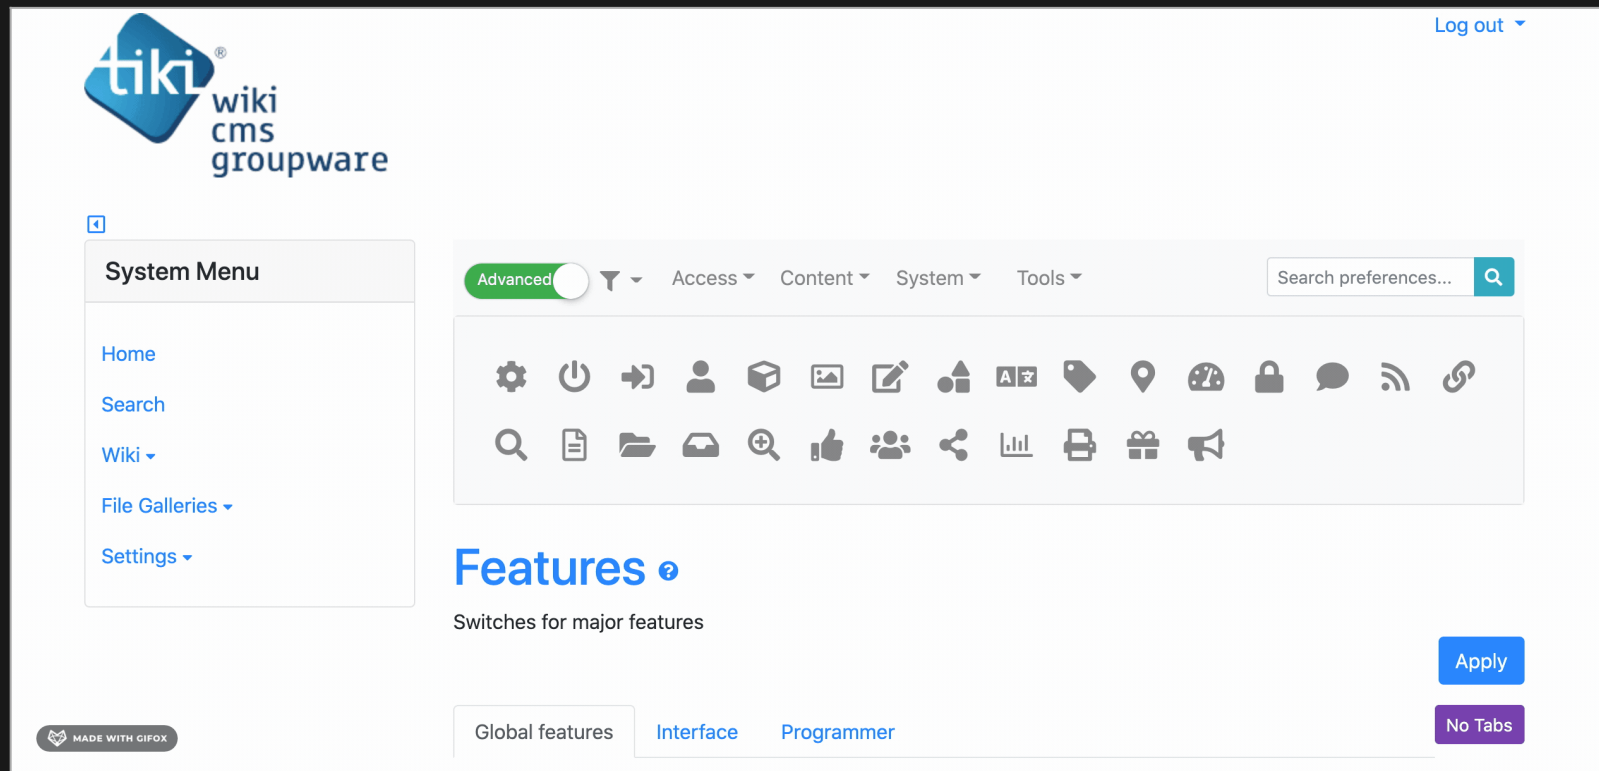 Log out
tiki®
wiki
cms
groupware
System Menu
Home
Search
Wiki
File Galleries
Settings
Advanced
Access
Content
System
Tools
Search preferences...
Features
Switches for major features
Apply
Global features
Interface
Programmer
No Tabs
MADE WITH GIFOX